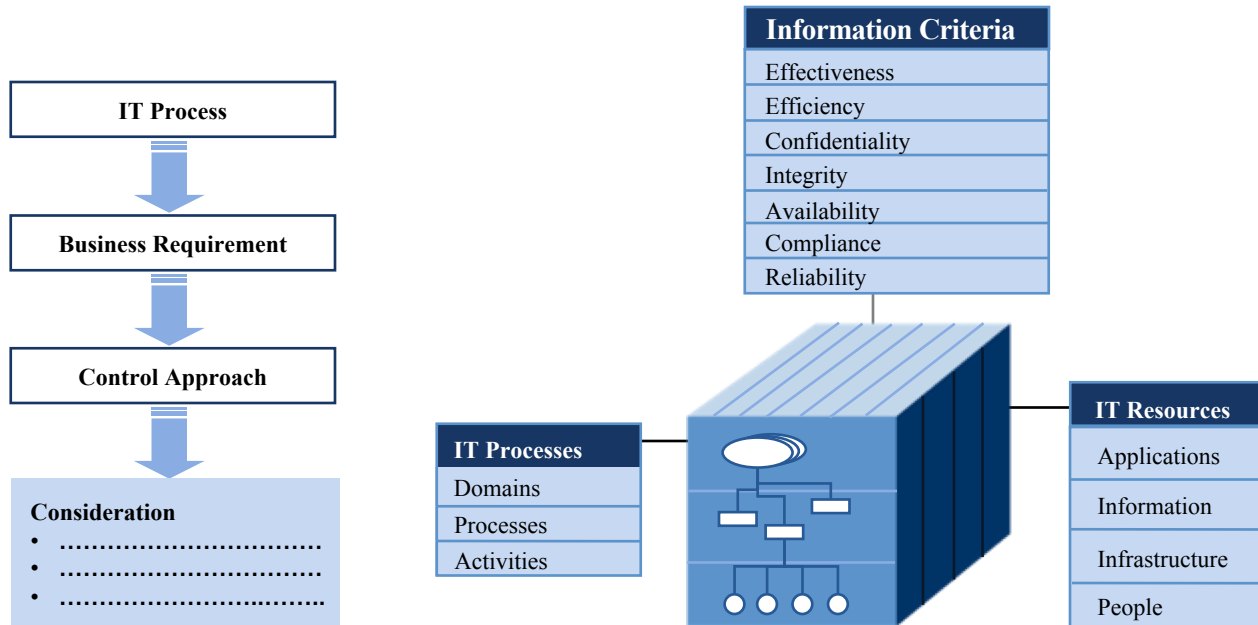 IT Process
Business Requirement
Control Approach
Consideration
• ……………………………
• ……………………………
• ……………………..……..
Information Criteria
Effectiveness
Efficiency
Confidentiality
Integrity
Availability
Compliance
Reliability
IT Processes
Domains
Processes
Activities
IT Resources
Applications
Information
Infrastructure
People